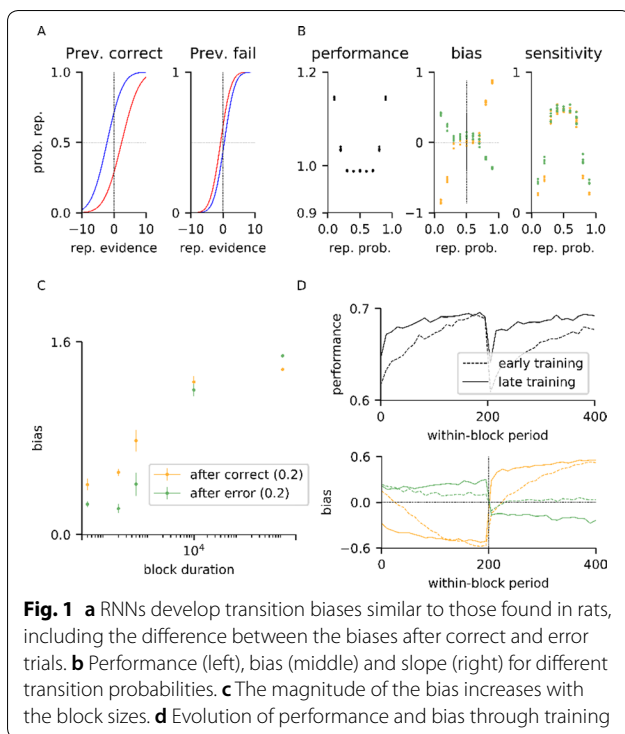 A
Prev. correct
Prev. fail
1.0
0.5
0.0
prob. rep.
−10
0
10
rep. evidence
1
0
0
10
rep. evidence
B
performance
bias
sensitivity
1.2
1.0
0.9
0.0
0.5
1.0
rep. prob.
1
0
−1
0.0
0.5
1.0
rep. prob.
1
0
0.0
0.5
1.0
rep. prob.
C
1.6
0.0
bias
after correct (0.2)
after error (0.2)
10⁴
block duration
D
0.7
0.6
performance
early training
late training
0
200
400
within-block period
0.6
0.0
−0.6
bias
0
200
400
within-block period
Fig. 1 a RNNs develop transition biases similar to those found in rats,
including the difference between the biases after correct and error
trials. b Performance (left), bias (middle) and slope (right) for different
transition probabilities. c The magnitude of the bias increases with
the block sizes. d Evolution of performance and bias through training